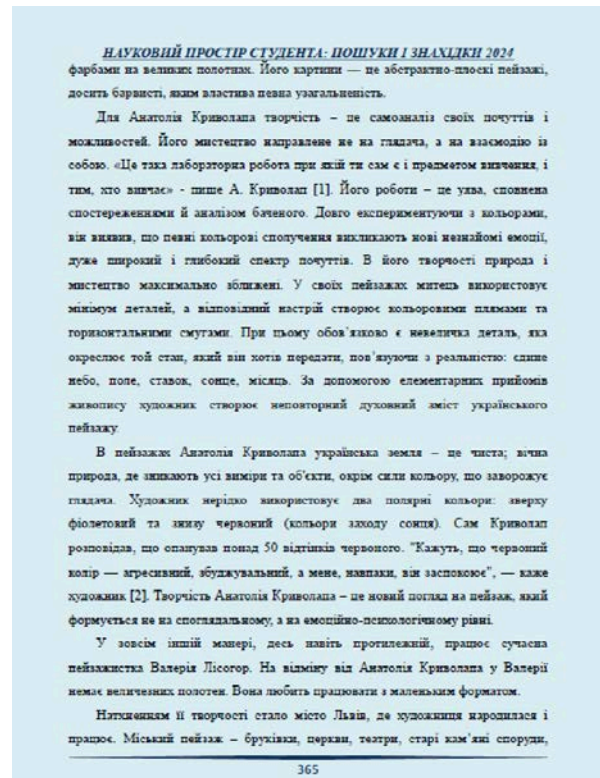 НАУКОВИЙ ПРОСТІР СТУДЕНТА: ПОШУКИ І ЗНАХІДКИ 2024
фарбами на великих полотнах. Його картини — це абстрактно-плоскі пейзажі,
досить барвисті, яким властива певна узагальненість.
Для Анатолія Криволапа творчість – це самоаналіз своїх почуттів і
можливостей. Його мистецтво направлене не на глядача, а на взаємодію із
собою. «Це така лабораторна робота при якій ти сам є і предметом вивчення, і
тим, хто вивчає» - пише А. Криволап [1]. Його роботи – це уява, сповнена
спостереженнями й аналізом баченого. Довго експериментуючи з кольорами,
він виявив, що певні кольорові сполучення викликають нові незнайомі емоції,
дуже широкий і глибокий спектр почуттів. В його творчості природа і
мистецтво максимально зближені. У своїх пейзажах митець використовує
мінімум деталей, а відповідний настрій створює кольоровими плямами та
горизонтальними смугами. При цьому обов'язково є невеличка деталь, яка
окреслює той стан, який він хотів передати, пов'язуючи з реальністю: єдине
небо, поле, ставок, сонце, місяць. За допомогою елементарних прийомів
живопису художник створює неповторний духовний зміст українського
пейзажу.
В пейзажах Анатолія Криволапа українська земля – це чиста; вічна
природа, де зникають усі виміри та об'єкти, окрім сили кольору, що заворожує
глядача. Художник нерідко використовує два полярні кольори: зверху
фіолетовий та знизу червоний (кольори заходу сонця). Сам Криволап
розповідав, що опанував понад 50 відтінків червоного. "Кажуть, що червоний
колір — агресивний, збуджувальний, а мене, навпаки, він заспокоює", — каже
художник [2]. Творчість Анатолія Криволапа – це новий погляд на пейзаж, який
формується не на споглядальному, а на емоційно-психологічному рівні.
У зовсім іншій манері, десь навіть протилежній, працює сучасна
пейзажистка Валерія Лісогор. На відміну від Анатолія Криволапа у Валерії
немає величезних полотен. Вона любить працювати з маленьким форматом.
Натхненням її творчості стало місто Львів, де художниця народилася і
працює. Міський пейзаж – бруківки, церкви, театри, старі кам'яні споруди,
365